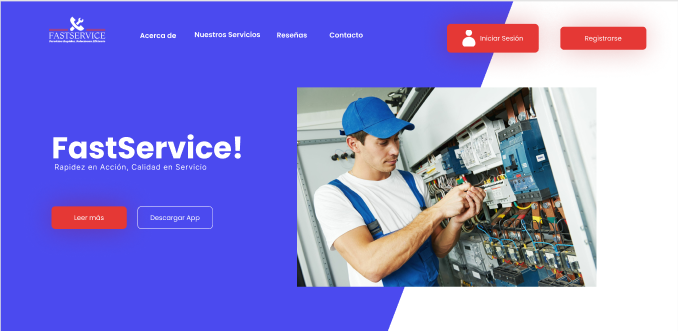 FASTSERVICE
Acerca de
Nuestros Servicios
Reseñas
Contacto
Iniciar Sesión
Registrarse
FastService!
Rapidez en Acción, Calidad en Servicio
Leer más
Descargar App